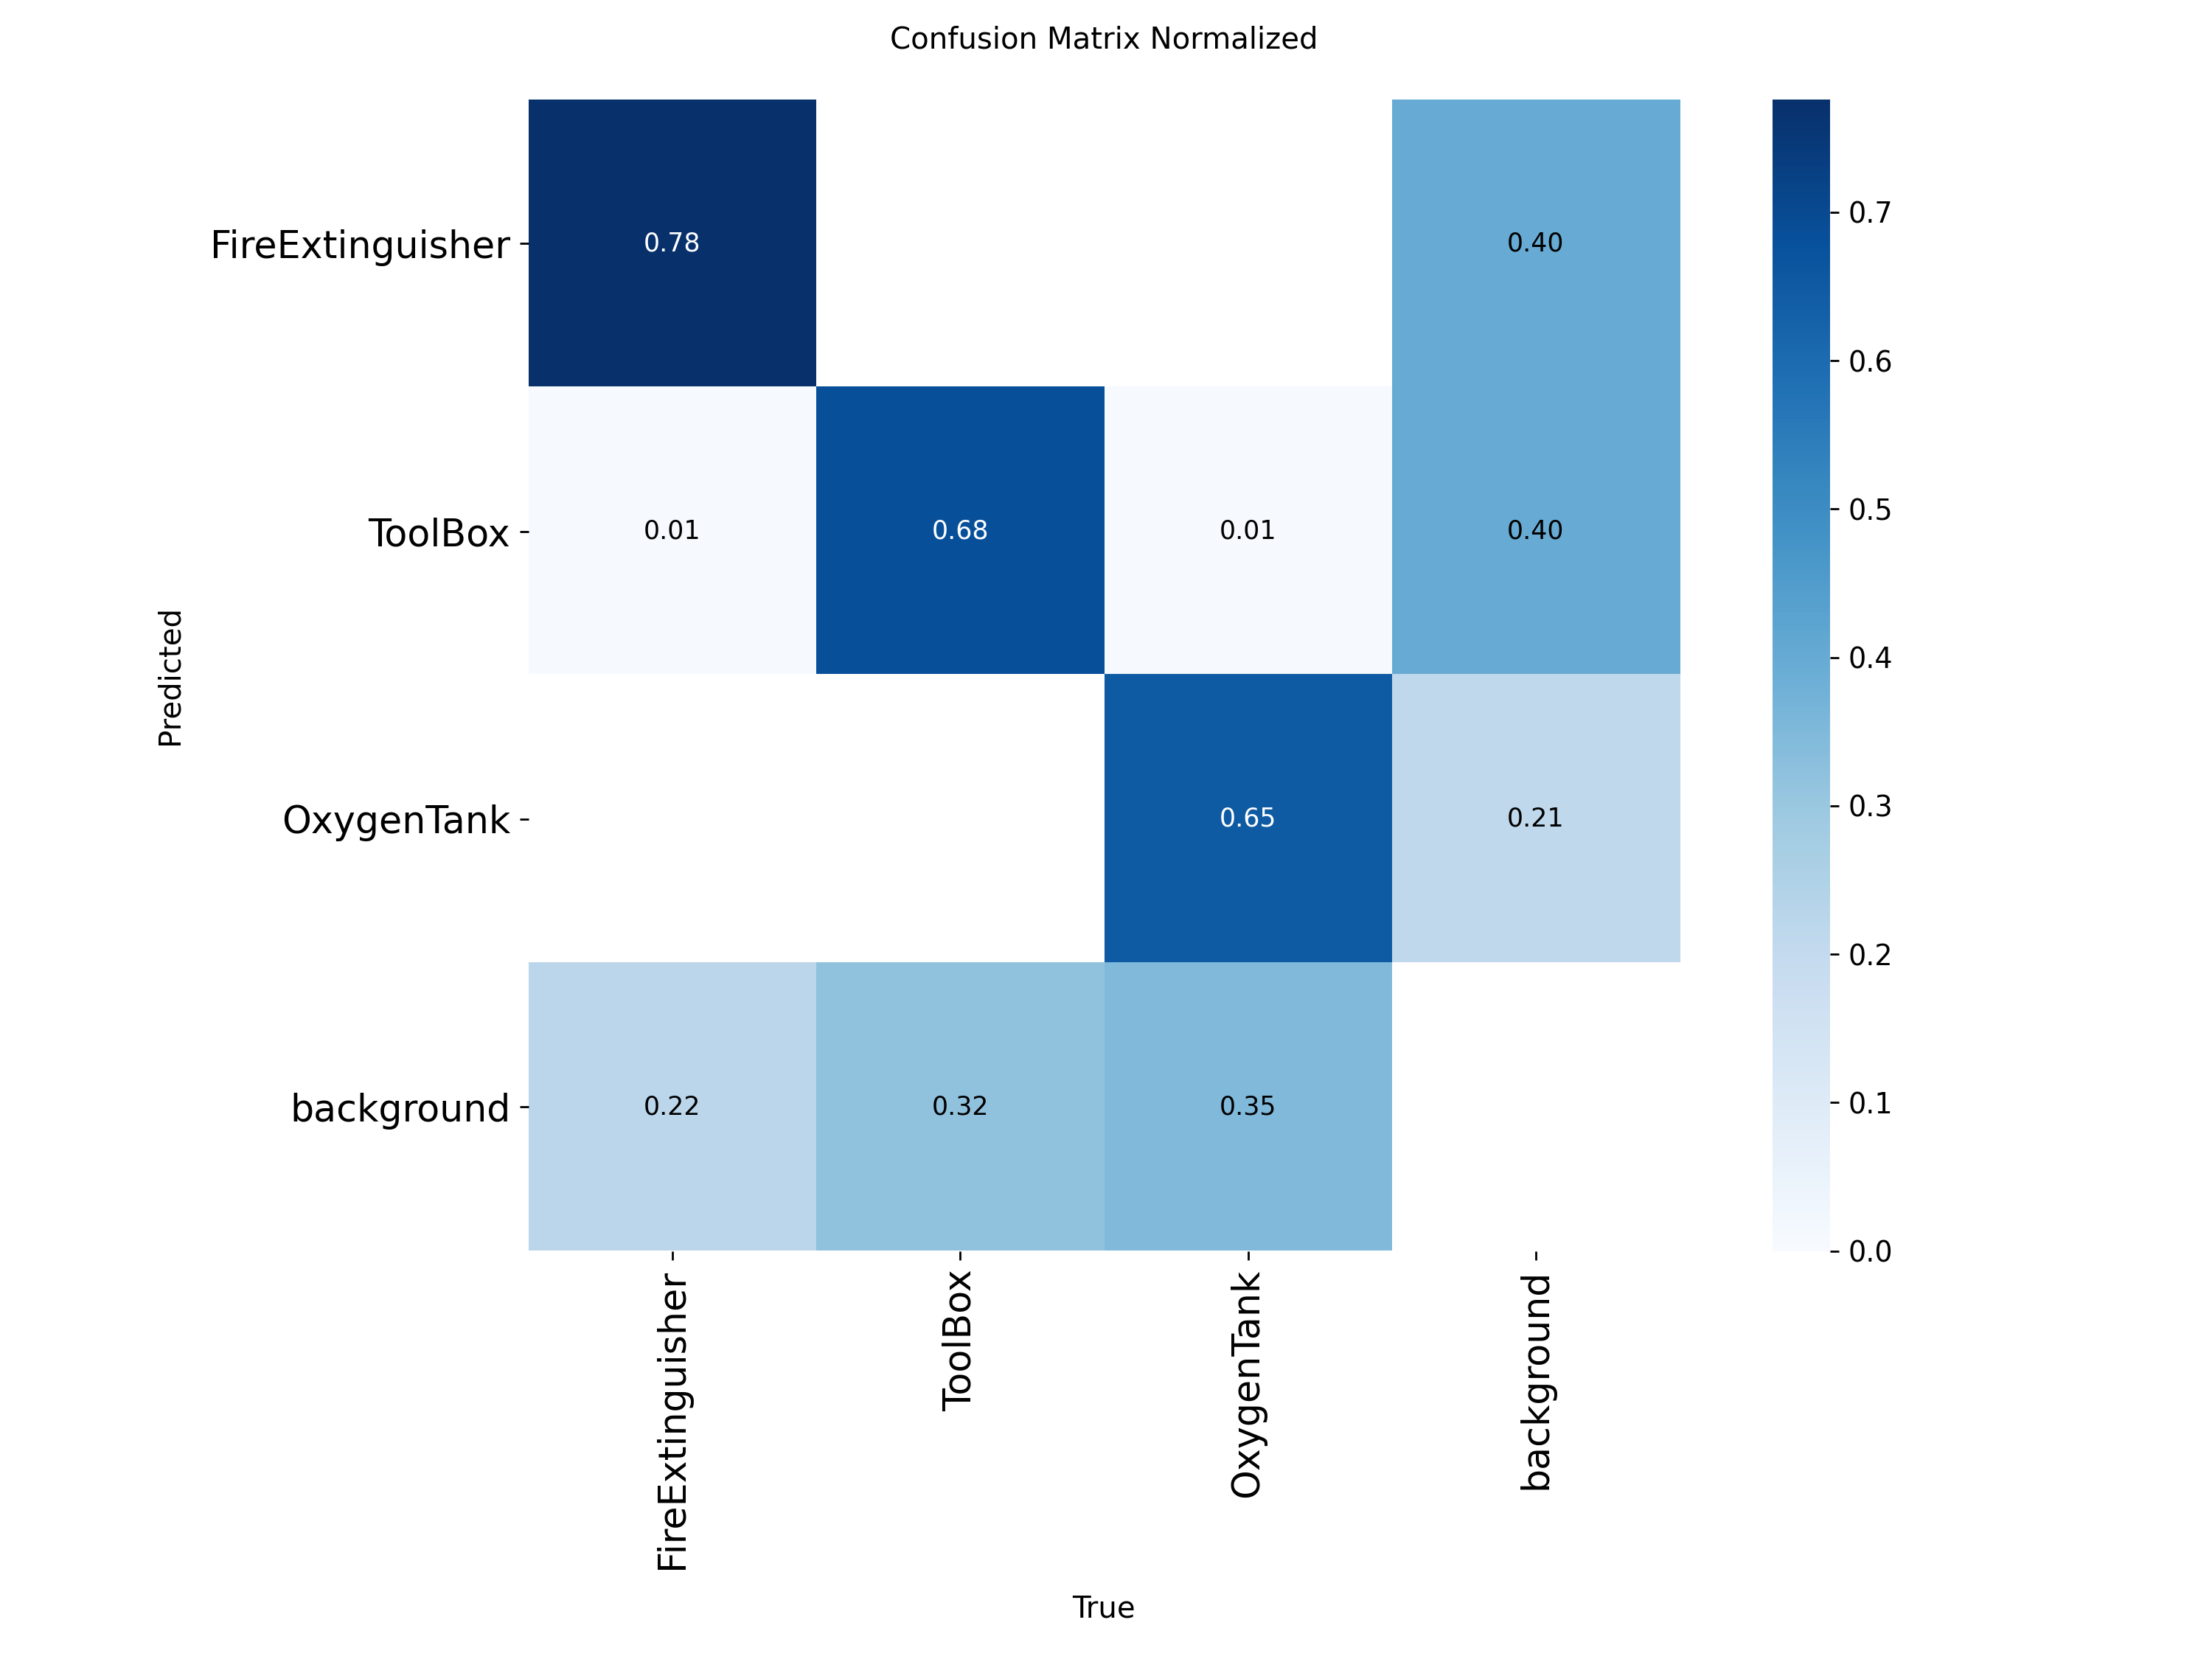 Confusion Matrix Normalized
FireExtinguisher
0.78
0.40
0.7
0.6
ToolBox
0.01
0.68
0.01
0.40
0.5
0.4
Predicted
OxygenTank
0.65
0.21
0.3
0.2
background
0.22
0.32
0.35
0.1
0.0
FireExtinguisher
ToolBox
OxygenTank
background
True